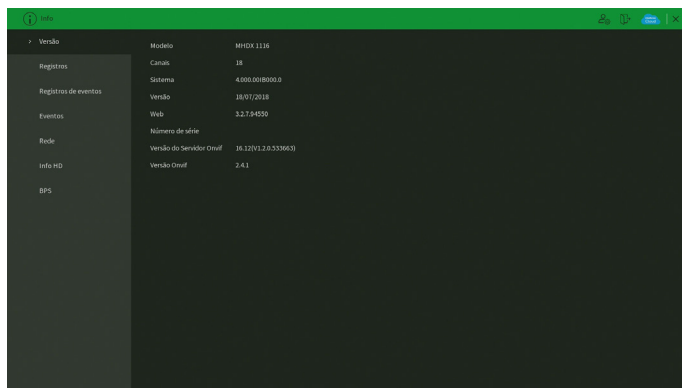 Info
Versão
Registros
Registros de eventos
Eventos
Rede
Info HD
BPS
Modelo MHDX 1116
Canais 18
Sistema 4.000.00IB000.0
Versão 18/07/2018
Web 3.2.7.94550
Número de série
Versão do Servidor Onvif 16.12(V1.2.0.533663)
Versão Onvif 2.4.1